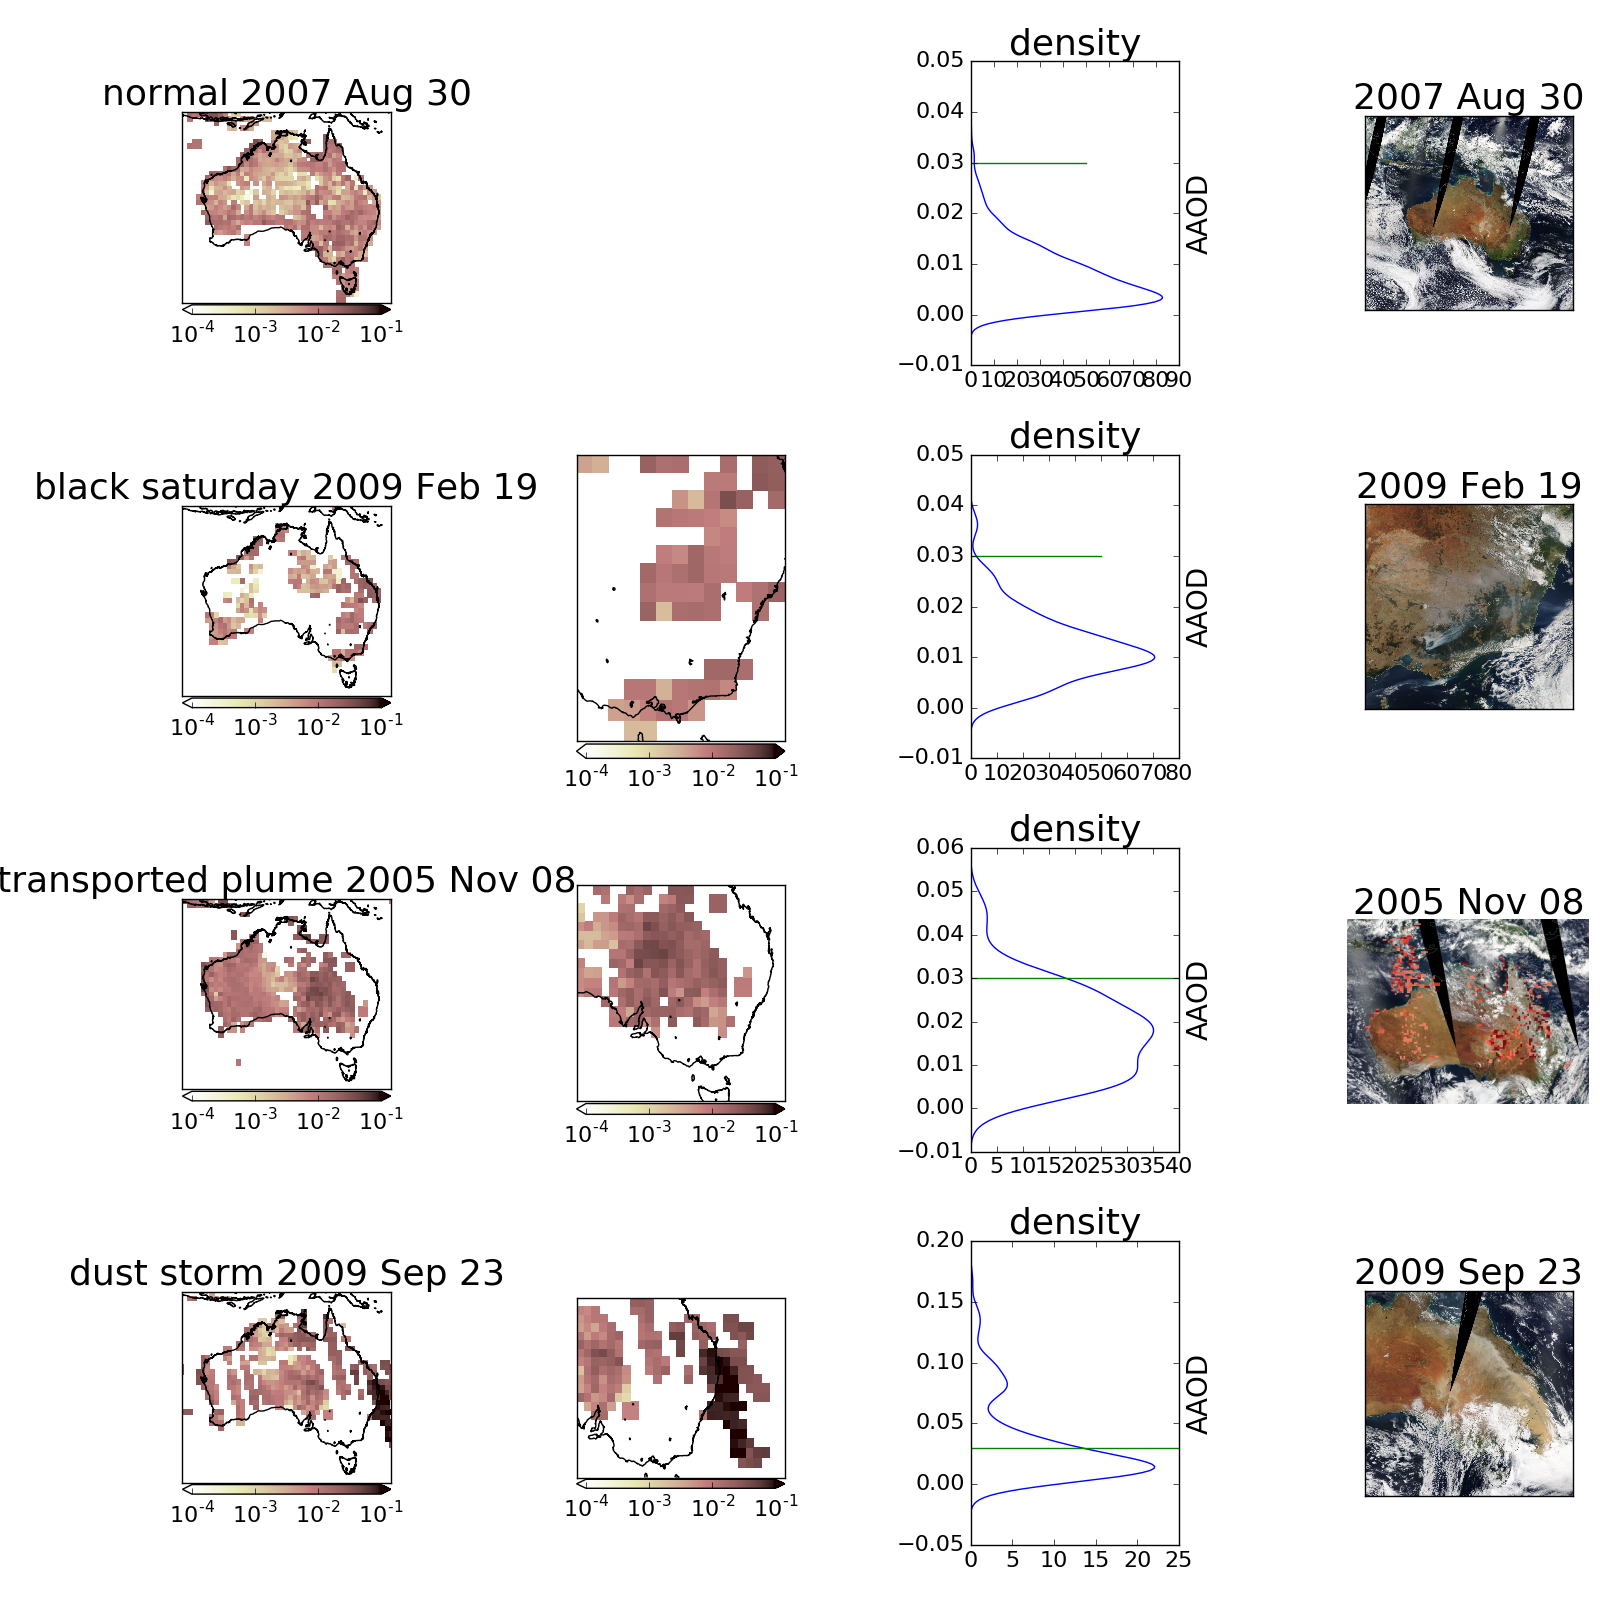 density
normal 2007 Aug 30
2007 Aug 30
0.05
0.04
0.03
0.02
0.01
0.00
−0.01
AAOD
10-4 10-3 10-2 10-1
0 10 20 30 40 50 60 70 80 90
density
black saturday 2009 Feb 19
2009 Feb 19
0.05
0.04
0.03
0.02
0.01
0.00
−0.01
AAOD
10-4 10-3 10-2 10-1
10-4 10-3 10-2 10-1
0 10 20 30 40 50 60 70 80
density
transported plume 2005 Nov 08
2005 Nov 08
0.06
0.05
0.04
0.03
0.02
0.01
0.00
−0.01
AAOD
10-4 10-3 10-2 10-1
10-4 10-3 10-2 10-1
0 5 10 15 20 25 30 35 40
density
dust storm 2009 Sep 23
2009 Sep 23
0.20
0.15
0.10
0.05
0.00
−0.05
AAOD
10-4 10-3 10-2 10-1
10-4 10-3 10-2 10-1
0 5 10 15 20 25